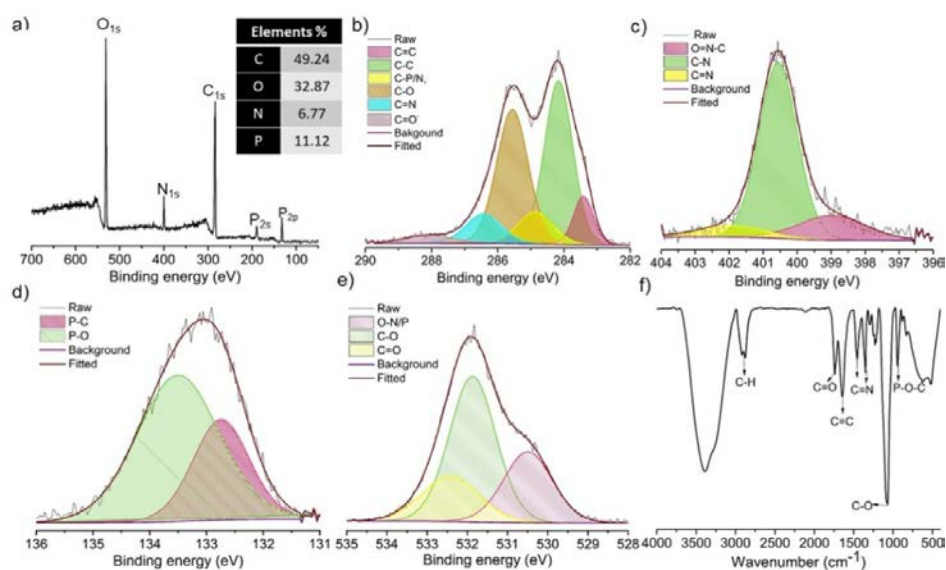 a)
O1s
N1s
C1s
P2s
P2p
Elements %
C 49.24
O 32.87
N 6.77
P 11.12
700 600 500 400 300 200 100
Binding energy (eV)
b)
Raw
C=C
C-C
C-P/N,
C-O
C=N
C=O
Bakgound
Fitted
290 288 286 284 282
Binding energy (eV)
c)
Raw
O=N-C
C-N
C=N
Background
Fitted
404 403 402 401 400 399 398 397 396
Binding energy (eV)
d)
Raw
P-C
P-O
Background
Fitted
136 135 134 133 132 131
Binding energy (eV)
e)
Raw
O-N/P
C-O
C=O
Background
Fitted
535 534 533 532 531 530 529 528
Binding energy (eV)
f)
C-H
C=O
C=C
C=N
P-O-C
C-O
4000 3500 3000 2500 2000 1500 1000 500
Wavenumber (cm-1)